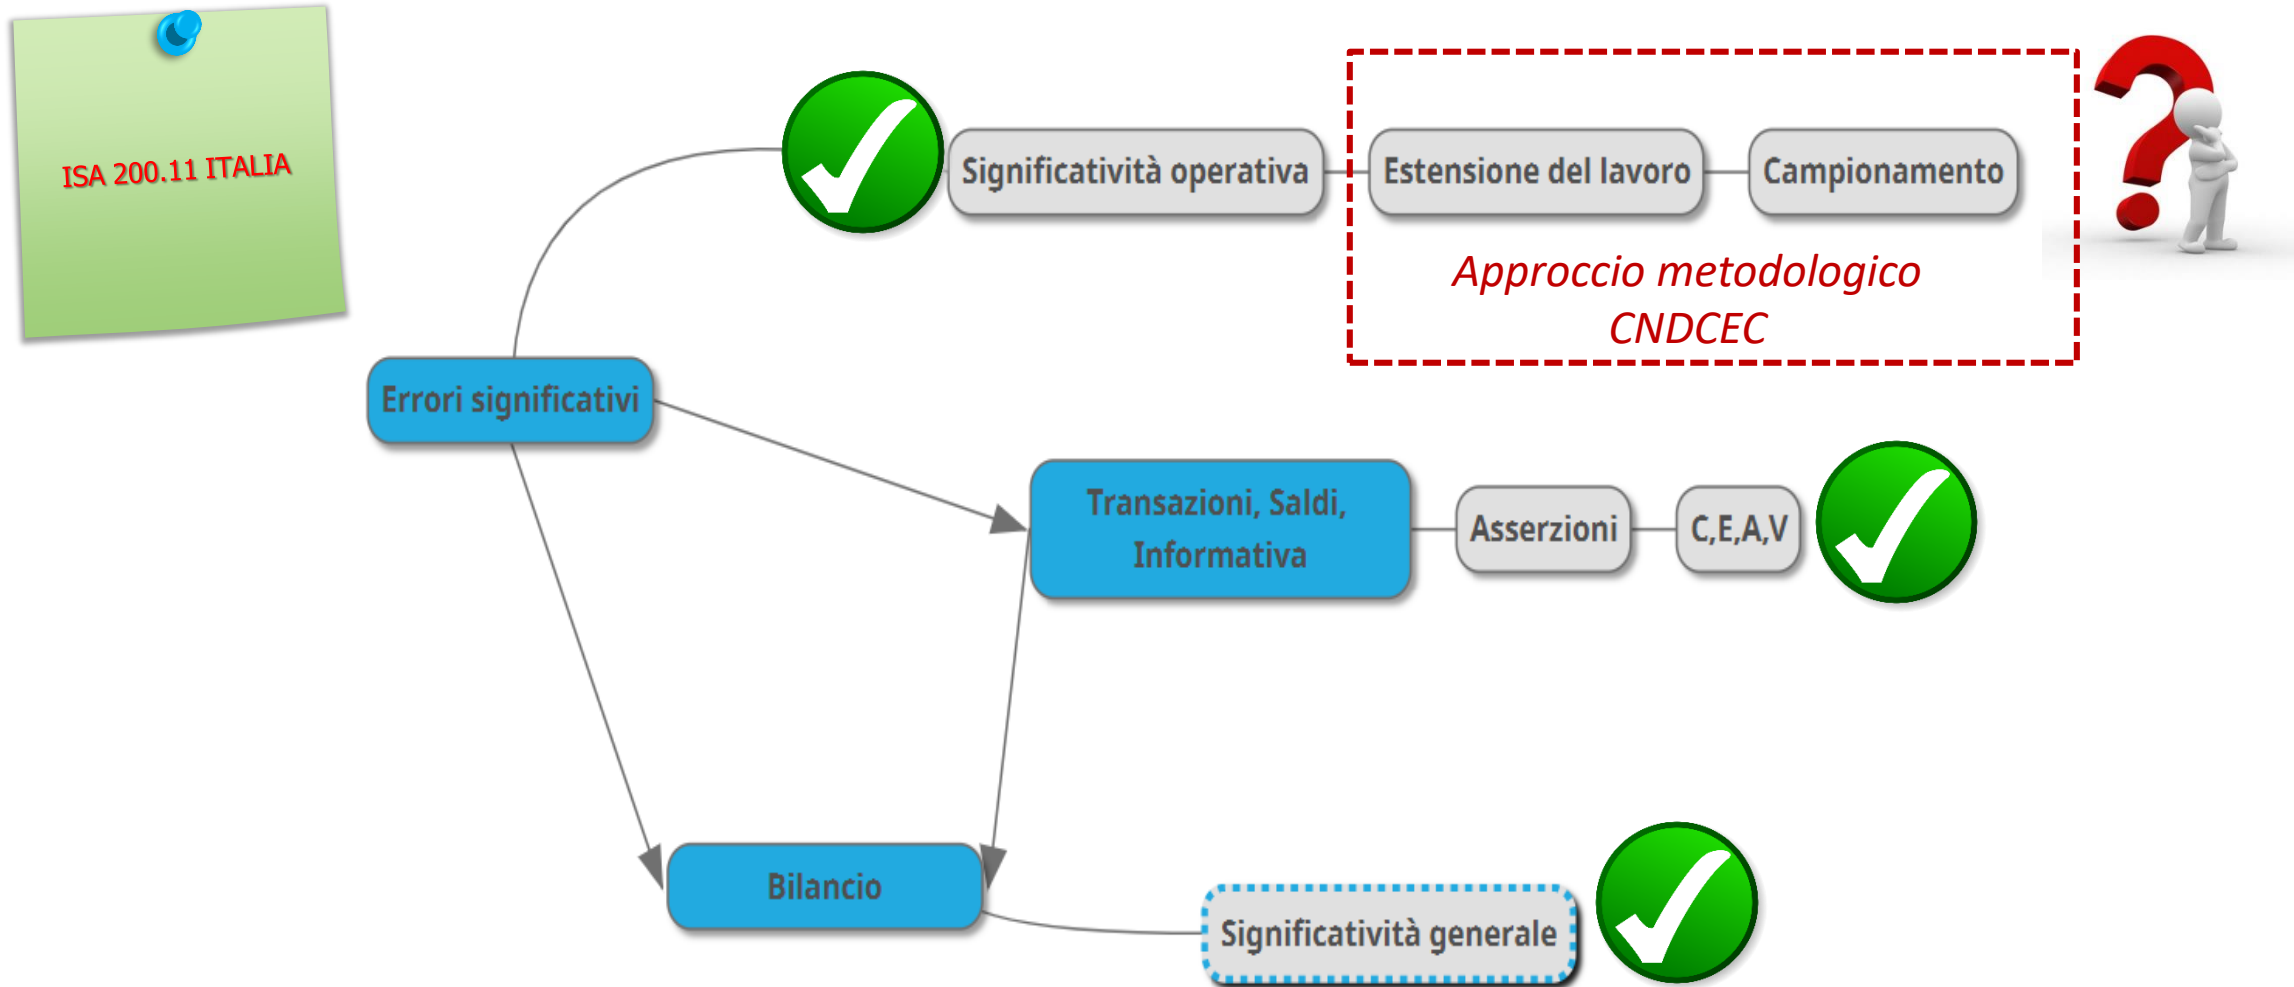 ISA 200.11 ITALIA
Significatività operativa
Estensione del lavoro
Campionamento
Approccio metodologico
CNDCEC
Errori significativi
Transazioni, Saldi,
Informativa
Asserzioni
C,E,A,V
Bilancio
Significatività generale